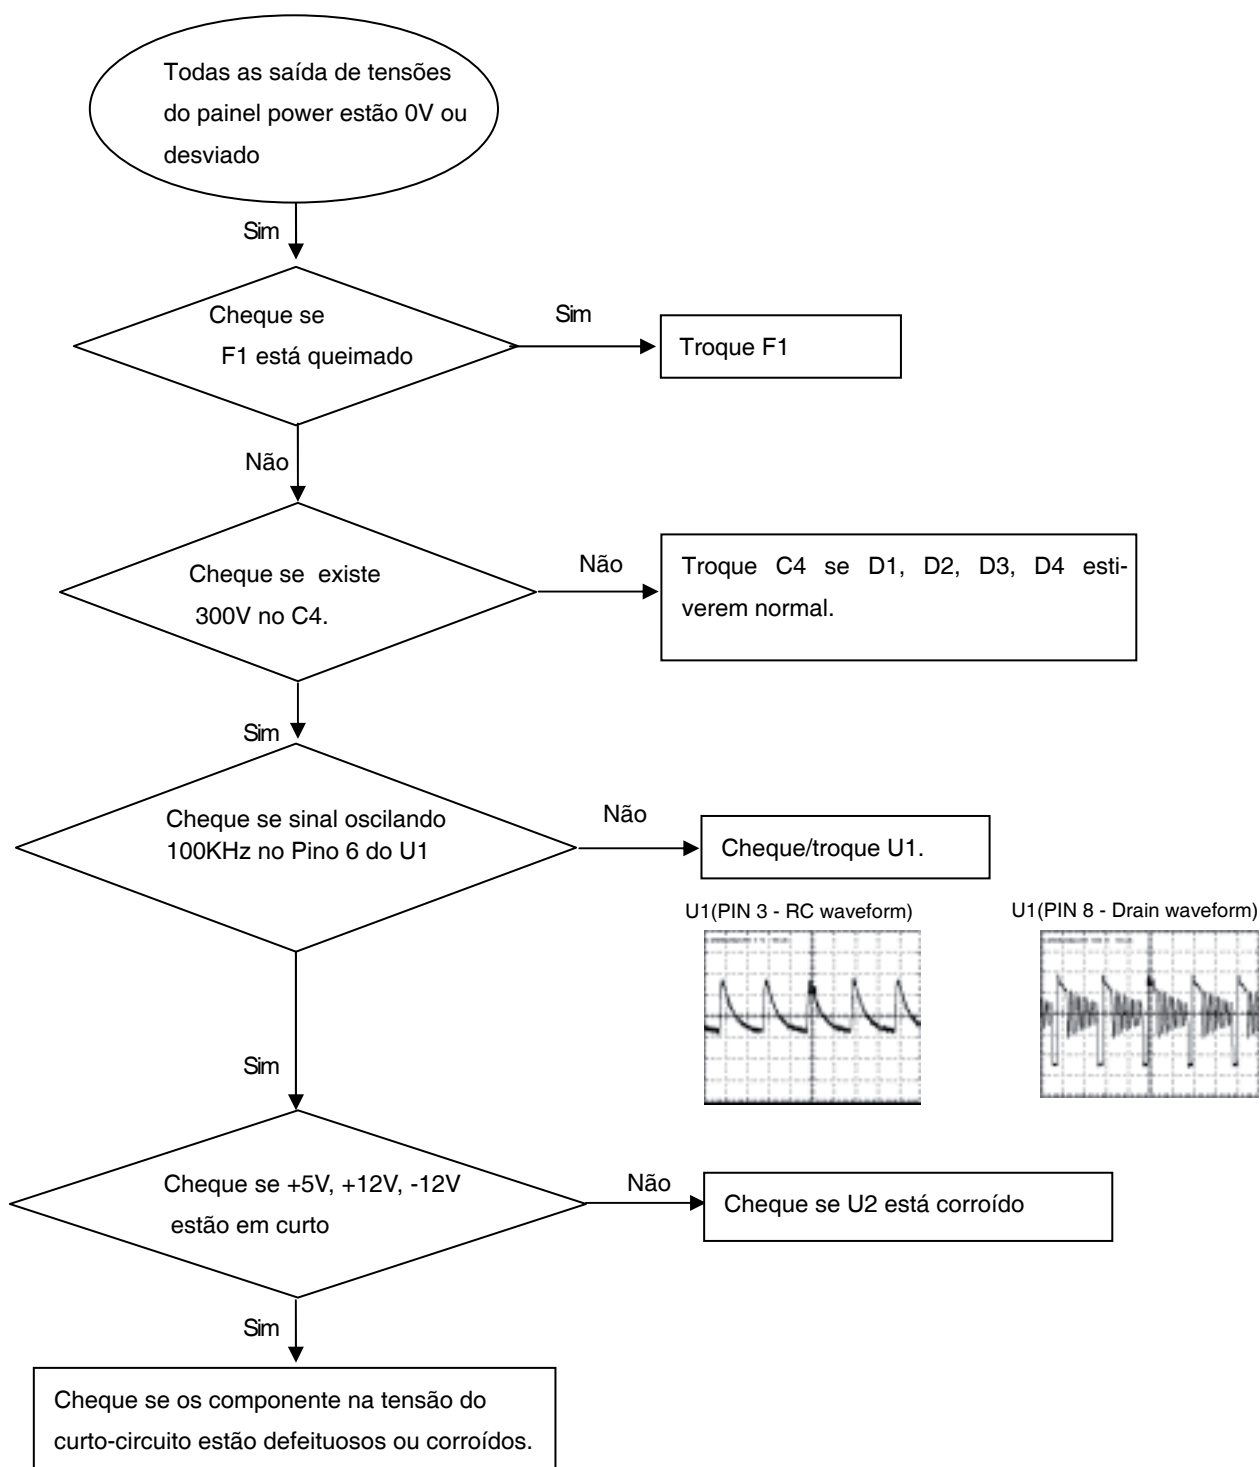 Todas as saída de tensões
do painel power estão 0V ou
desviado
Sim
Cheque se
F1 está queimado
Sim
Troque F1
Não
Cheque se existe
300V no C4.
Não
Troque C4 se D1, D2, D3, D4 esti-
verem normal.
Sim
Cheque se sinal oscilando
100KHz no Pino 6 do U1
Não
Cheque/troque U1.
U1(PIN 3 - RC waveform)
U1(PIN 8 - Drain waveform)
Sim
Cheque se +5V, +12V, -12V
estão em curto
Não
Cheque se U2 está corroído
Sim
Cheque se os componente na tensão do
curto-circuito estão defeituosos ou corroídos.